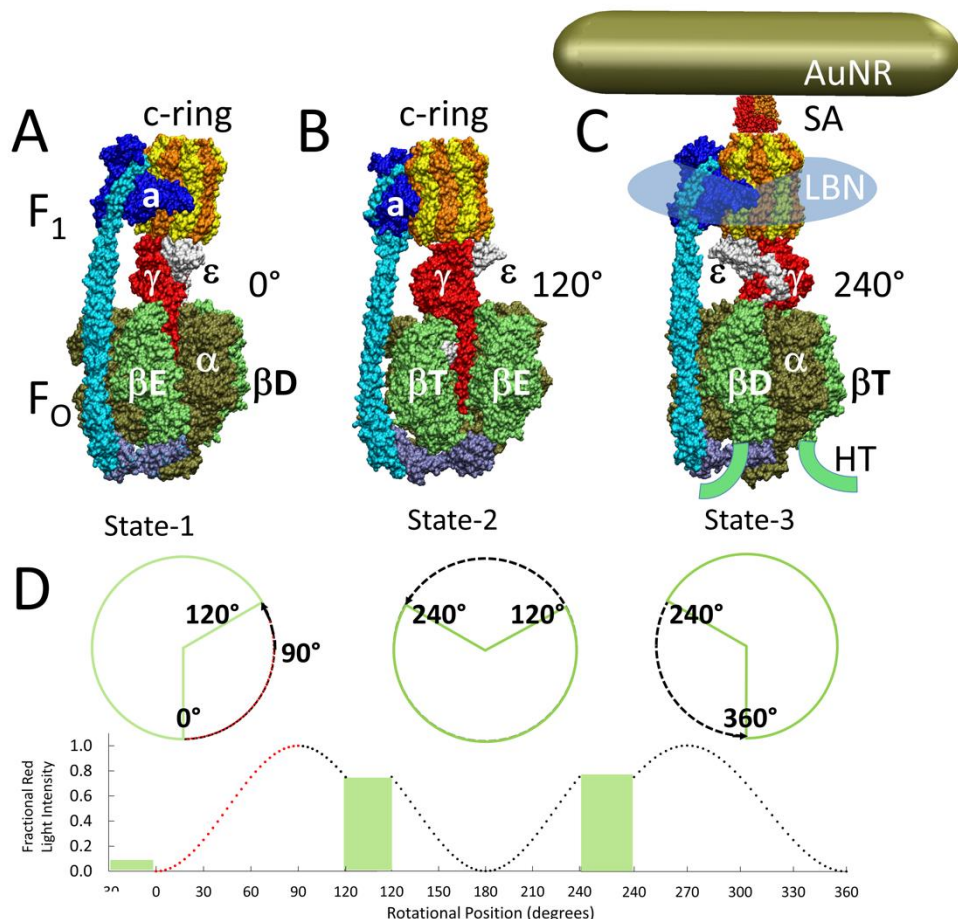 AuNR
SA
A
c-ring
B
c-ring
C
a
a
LBN
F1
γ
ε
0°
γ
ε
120°
ε
γ
240°
FO
βE
α
βD
βT
βE
βD
α
βT
HT
State-1
State-2
State-3
D
120°
90°
0°
240°
120°
240°
360°
Fractional Red
Light Intensity
1.0
0.8
0.6
0.4
0.2
0.0
0 30 60 90 120 120 150 180 210 240 240 270 300 330 360
Rotational Position (degrees)